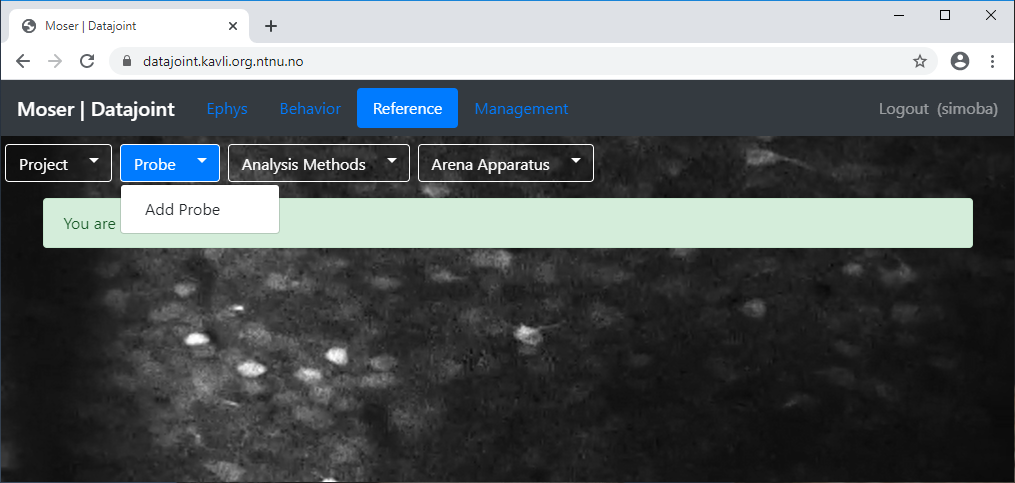 Moser | Datajoint
datajoint.kavli.org.ntnu.no
Moser | Datajoint Ephys Behavior Reference Management Logout (simoba)
Project Probe Analysis Methods Arena Apparatus
Add Probe
You are